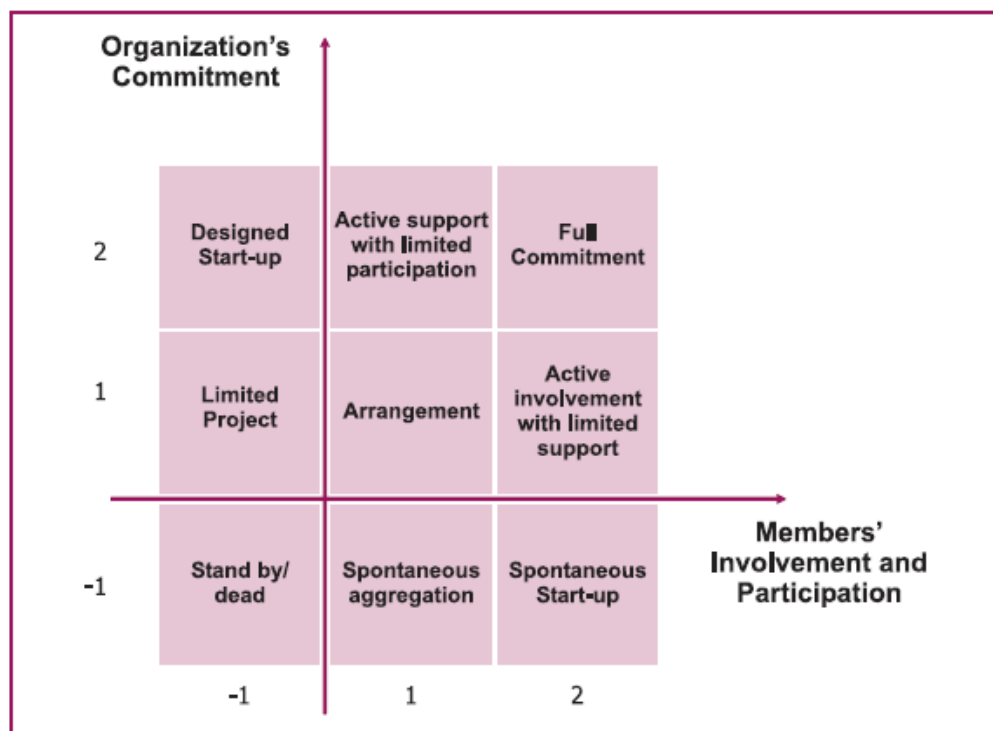 Organization's
Commitment
2
Designed
Start-up
Active support
with limited
participation
Full
Commitment
1
Limited
Project
Arrangement
Active
involvement
with limited
support
-1
Stand by/
dead
Spontaneous
aggregation
Spontaneous
Start-up
Members'
Involvement and
Participation
-1
1
2